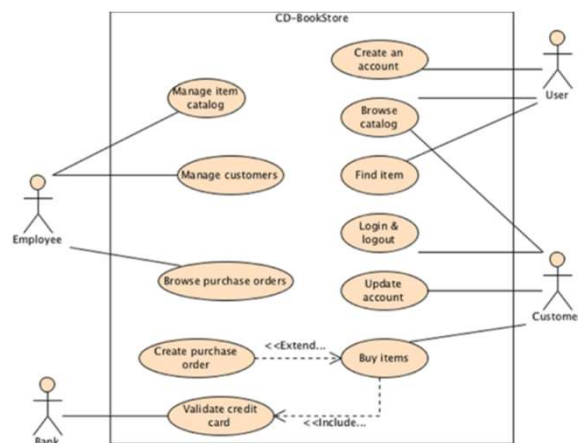 CD-BookStore
Create an
account
User
Manage item
catalog
Browse
catalog
Manage customers
Find item
Employee
Login &
logout
Browse purchase orders
Update
account
Custome
<<Extend...
Create purchase
order
Buy items
Validate credit
card
<<Include...
Bank